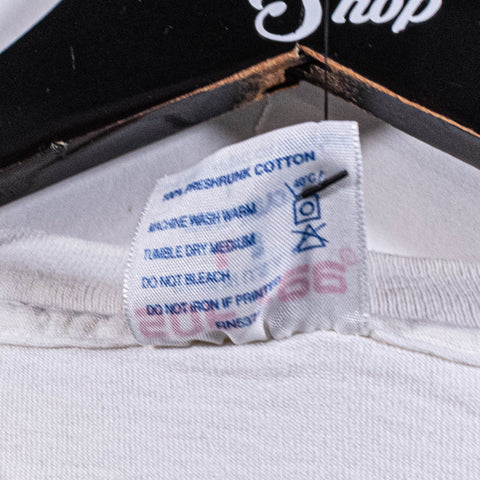 Shop
100% PRESHRUNK COTTON
MACHINE WASH WARM
TUMBLE DRY MEDIUM
DO NOT BLEACH
DO NOT IRON IF PRINTED